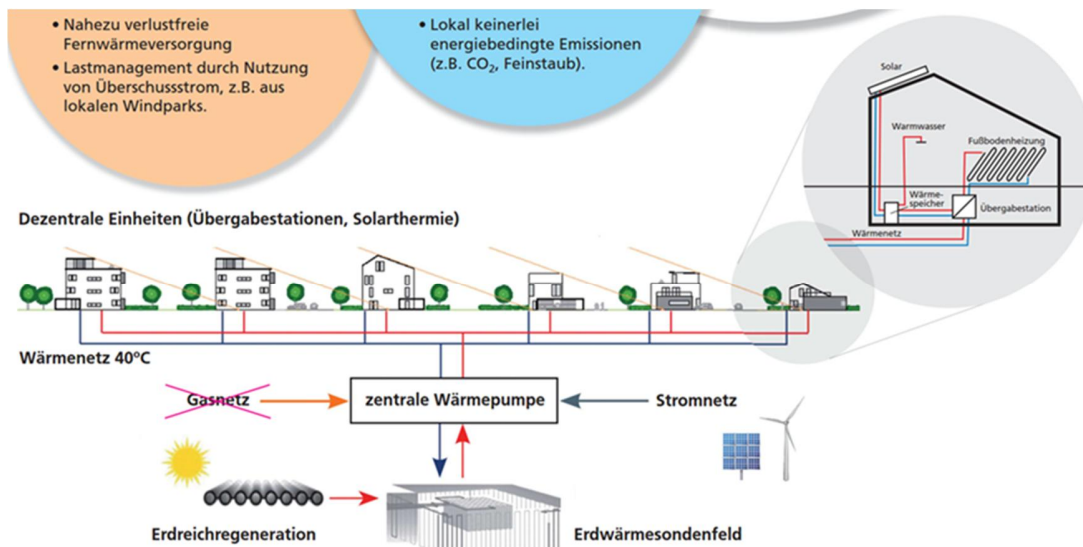 • Nahezu verlustfreie
Fernwärmeversorgung
• Lastmanagement durch Nutzung
von Überschussstrom, z.B. aus
lokalen Windparks.
• Lokal keinerlei
energiebedingte Emissionen
(z.B. CO₂, Feinstaub).
Solar
Warmwasser
Fußbodenheizung
Wärme-
speicher
Übergabestation
Wärmenetz
Dezentrale Einheiten (Übergabestationen, Solarthermie)
Wärmenetz 40ºC
Gasnetz
zentrale Wärmepumpe
Stromnetz
Erdreichregeneration
Erdwärmesondenfeld